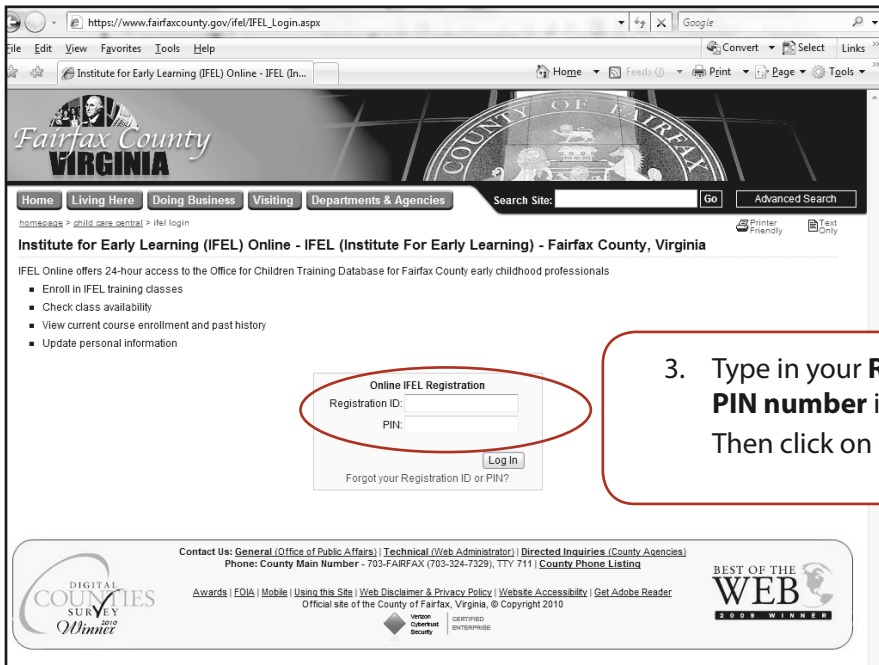 https://www.fairfaxcounty.gov/ifel/IFEL_Login.aspx
Google
File Edit View Favorites Tools Help
Convert Select Links
Institute for Early Learning (IFEL) Online - IFEL (In...
Home Feeds (J) Print Page Tools
Fairfax County
VIRGINIA
COUNTY OF FAIRFAX
Home Living Here Doing Business Visiting Departments & Agencies Search Site: Go Advanced Search
homepage > child care central > ifel login
Printer Friendly
Text Only
Institute for Early Learning (IFEL) Online - IFEL (Institute For Early Learning) - Fairfax County, Virginia
IFEL Online offers 24-hour access to the Office for Children Training Database for Fairfax County early childhood professionals
■ Enroll in IFEL training classes
■ Check class availability
■ View current course enrollment and past history
■ Update personal information
Online IFEL Registration
Registration ID:
PIN:
Log In
Forgot your Registration ID or PIN?
3. Type in your R
PIN number i
Then click on
Contact Us: General (Office of Public Affairs) | Technical (Web Administrator) | Directed Inquiries (County Agencies)
Phone: County Main Number - 703-FAIRFAX (703-324-7329), TTY 711 | County Phone Listing
Awards | FOIA | Mobile | Using this Site | Web Disclaimer & Privacy Policy | Website Accessibility | Get Adobe Reader
Official site of the County of Fairfax, Virginia, © Copyright 2010
Verizon
Cybertrust
Security
CERTIFIED
ENTERPRISE
DIGITAL
COUNTIES
SURVEY
2010
Winner
BEST OF THE
WEB
2009 WINNER